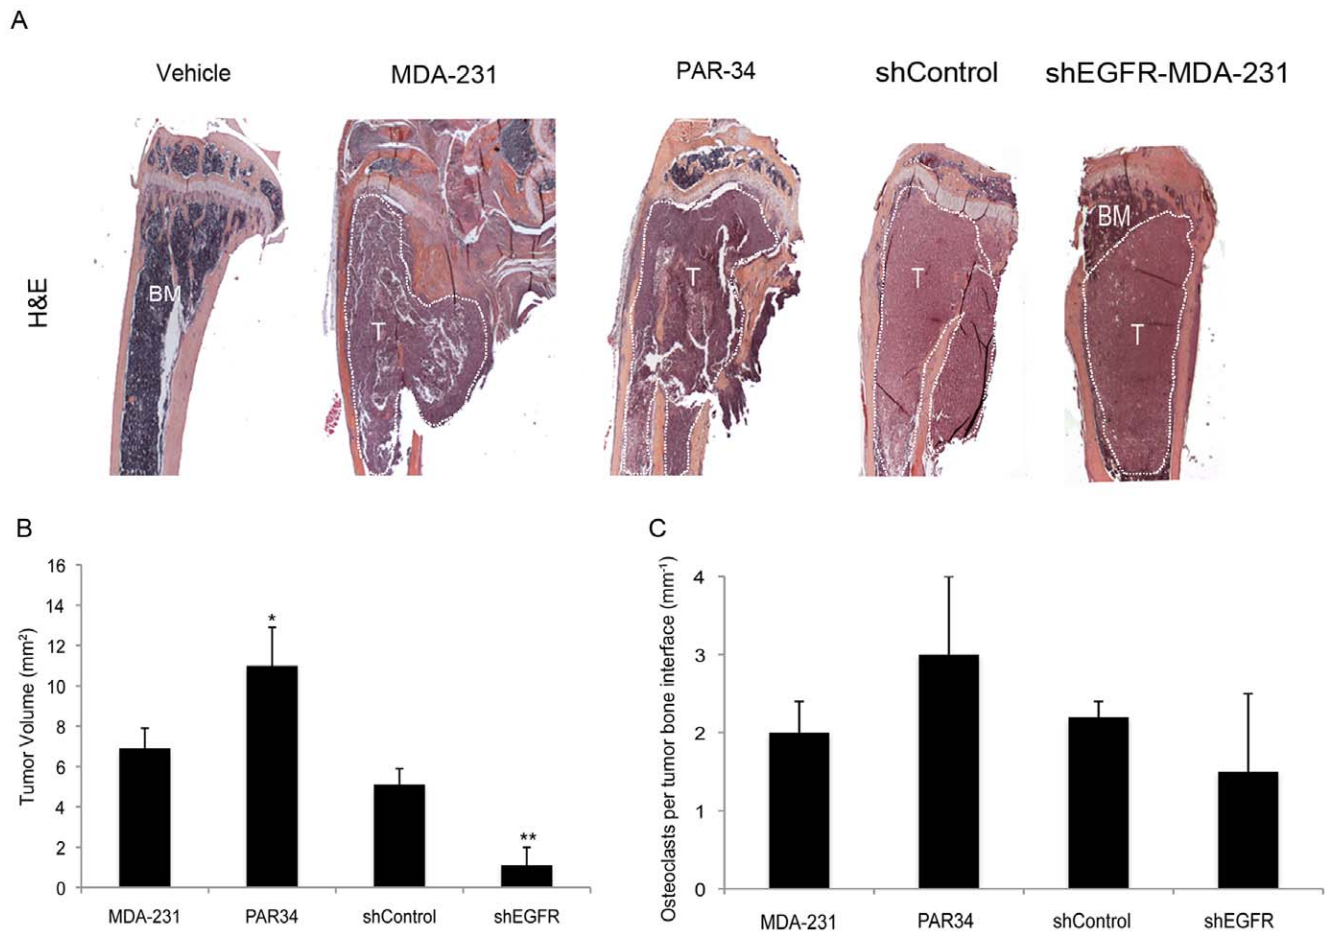 A
Vehicle MDA-231 PAR-34 shControl shEGFR-MDA-231
H&E
BM
T
T
T
BM
T
B
Tumor Volume (mm²)
16
14
12
10
8
6
4
2
0
*
**
MDA-231 PAR34 shControl shEGFR
C
Osteoclasts per tumor bone interface (mm⁻¹)
4
3
2
1
0
MDA-231 PAR34 shControl shEGFR